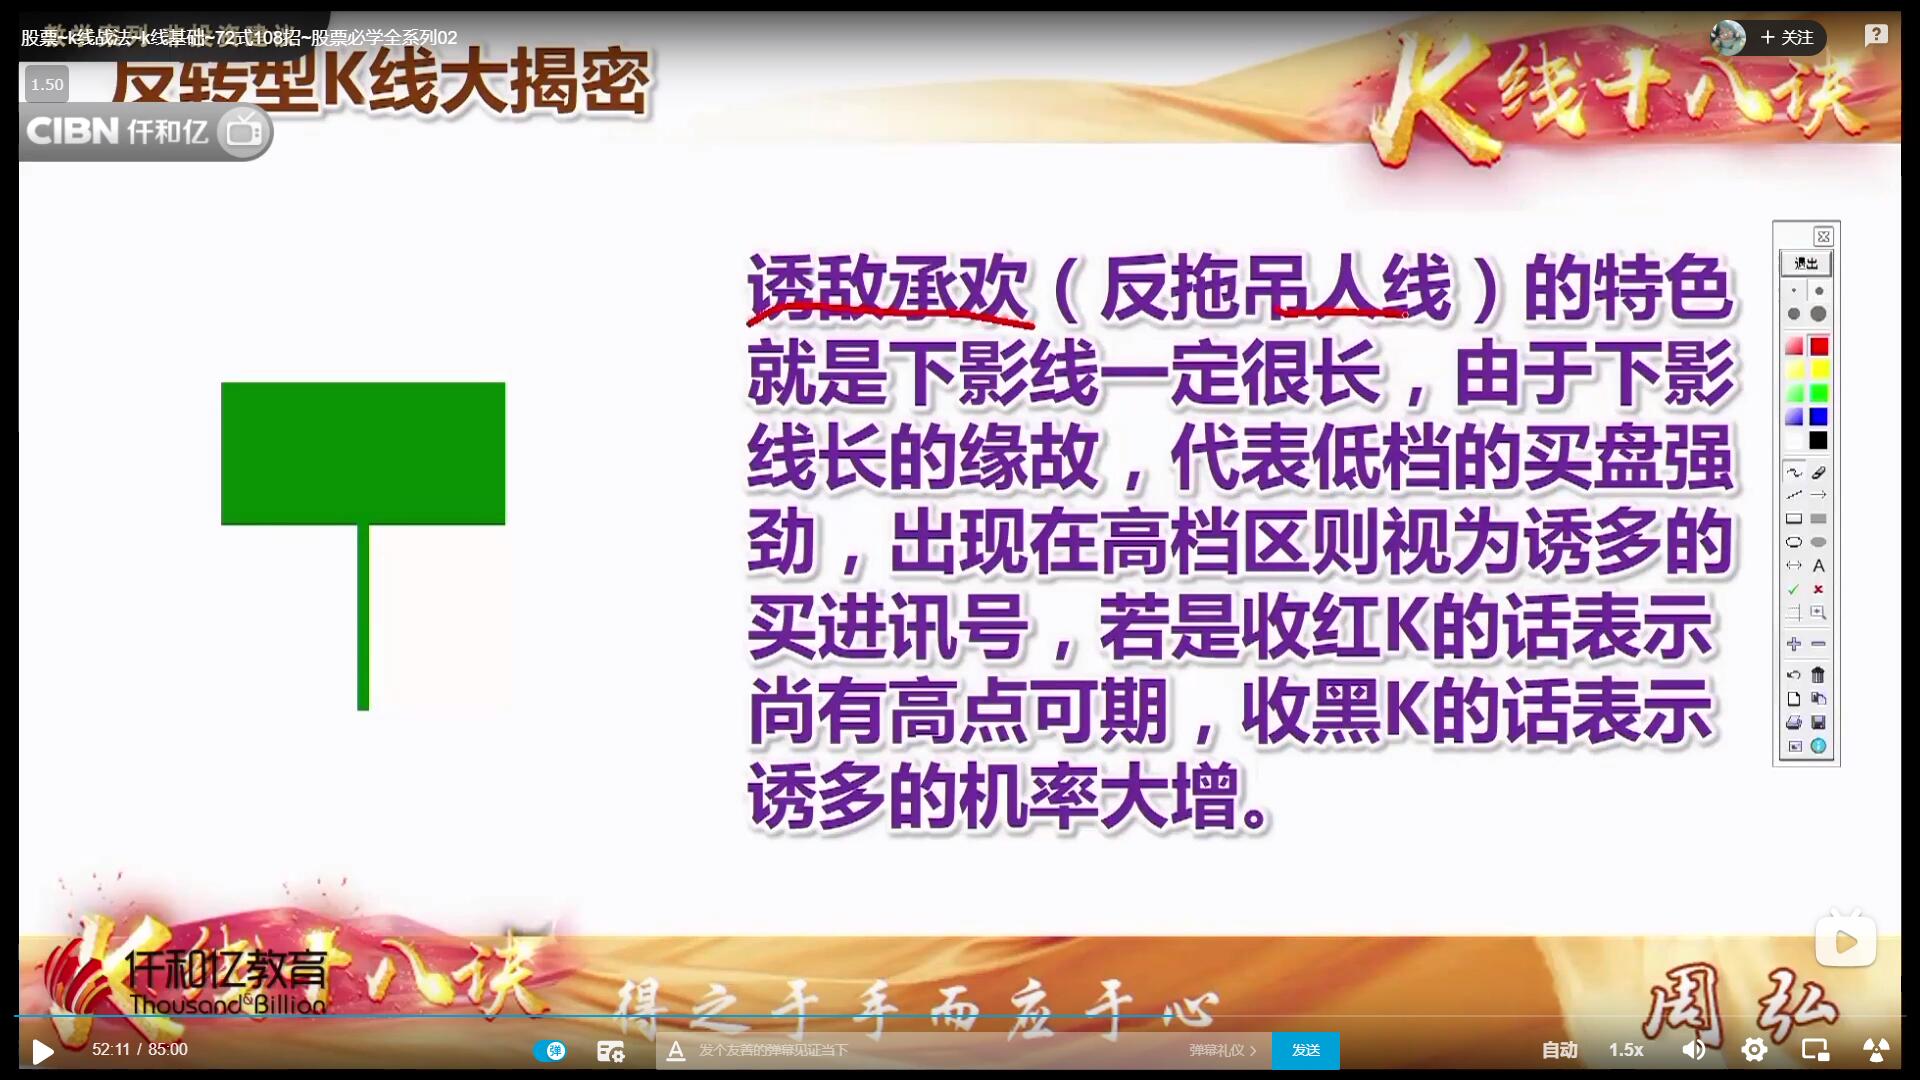 股票~k线战法~k线基础~72式108招~股票必学全系列02
+ 关注
1.50
反转型K线大揭密
K线十八诀
CIBN 仟和亿
诱敌承欢（反拖吊人线）的特色
就是下影线一定很长，由于下影
线长的缘故，代表低档的买盘强
劲，出现在高档区则视为诱多的
买进讯号，若是收红K的话表示
尚有高点可期，收黑K的话表示
诱多的机率大增。
退出
A
K线十八诀
仟和亿教育
Thousand&Billion
得之于手而应于心
周弘
52:11 / 85:00
弹
A
发个友善的弹幕见证当下
弹幕礼仪 >
发送
自动
1.5x